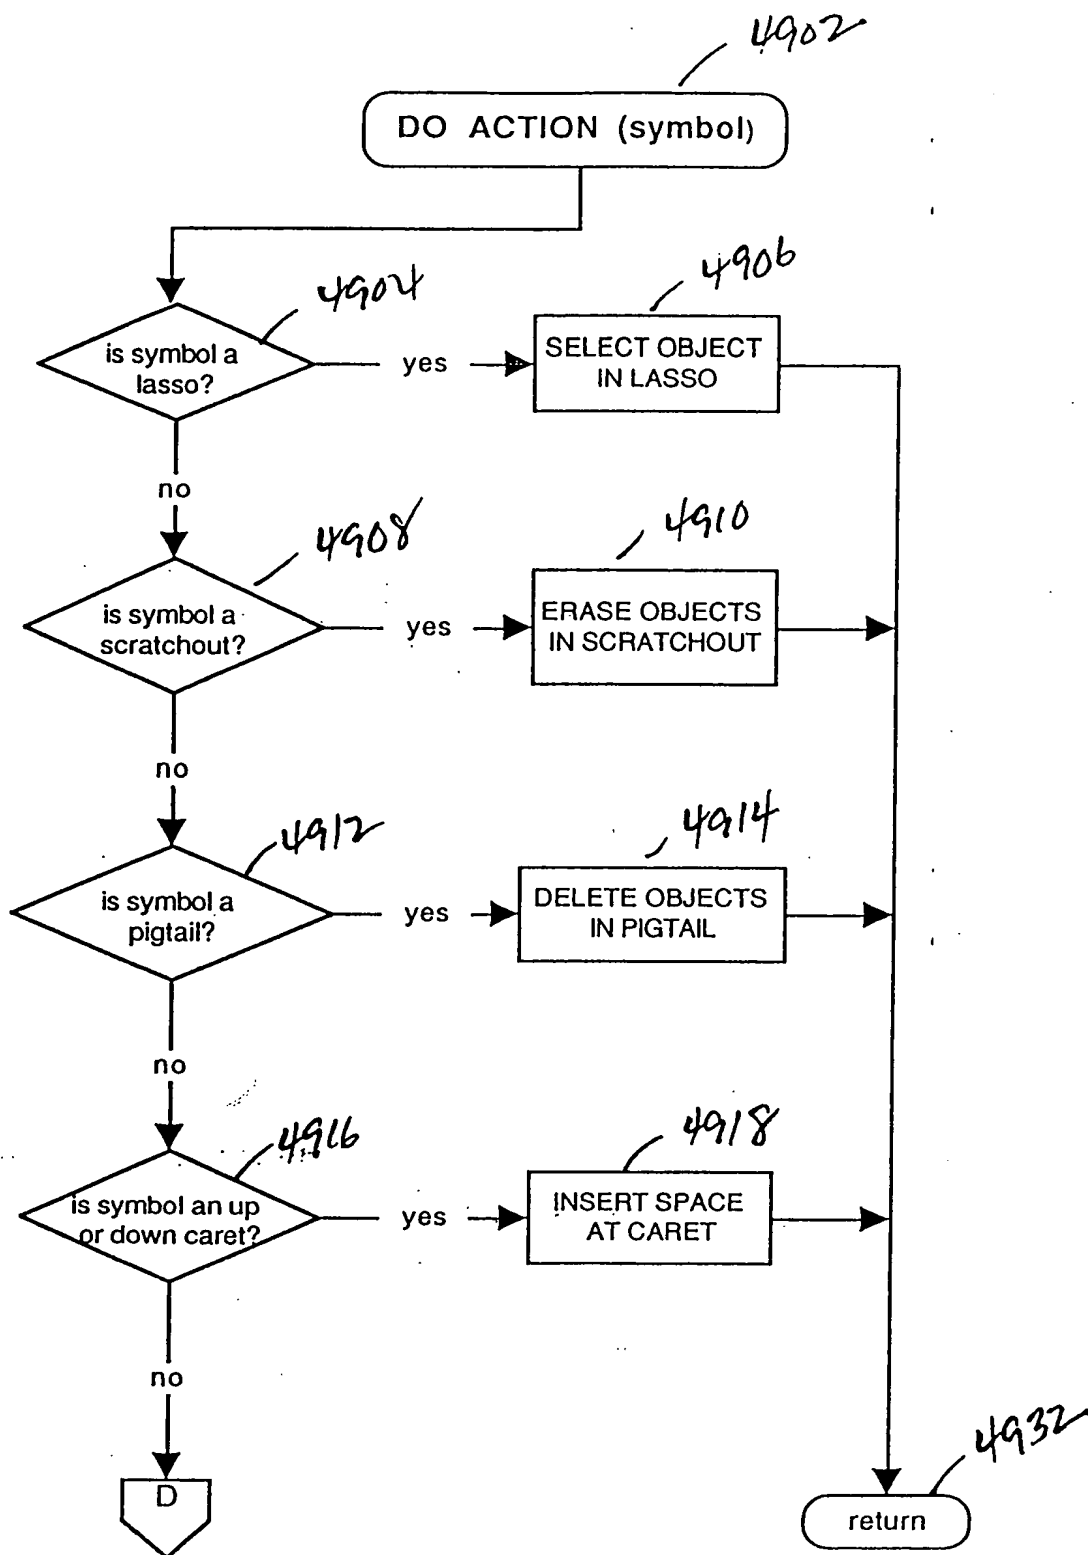 4902
DO ACTION (symbol)
4904
is symbol a
lasso?
yes
4906
SELECT OBJECT
IN LASSO
no
4908
is symbol a
scratchout?
yes
4910
ERASE OBJECTS
IN SCRATCHOUT
no
4912
is symbol a
pigtail?
yes
4914
DELETE OBJECTS
IN PIGTAIL
no
4916
is symbol an up
or down caret?
yes
4918
INSERT SPACE
AT CARET
no
D
4932
return